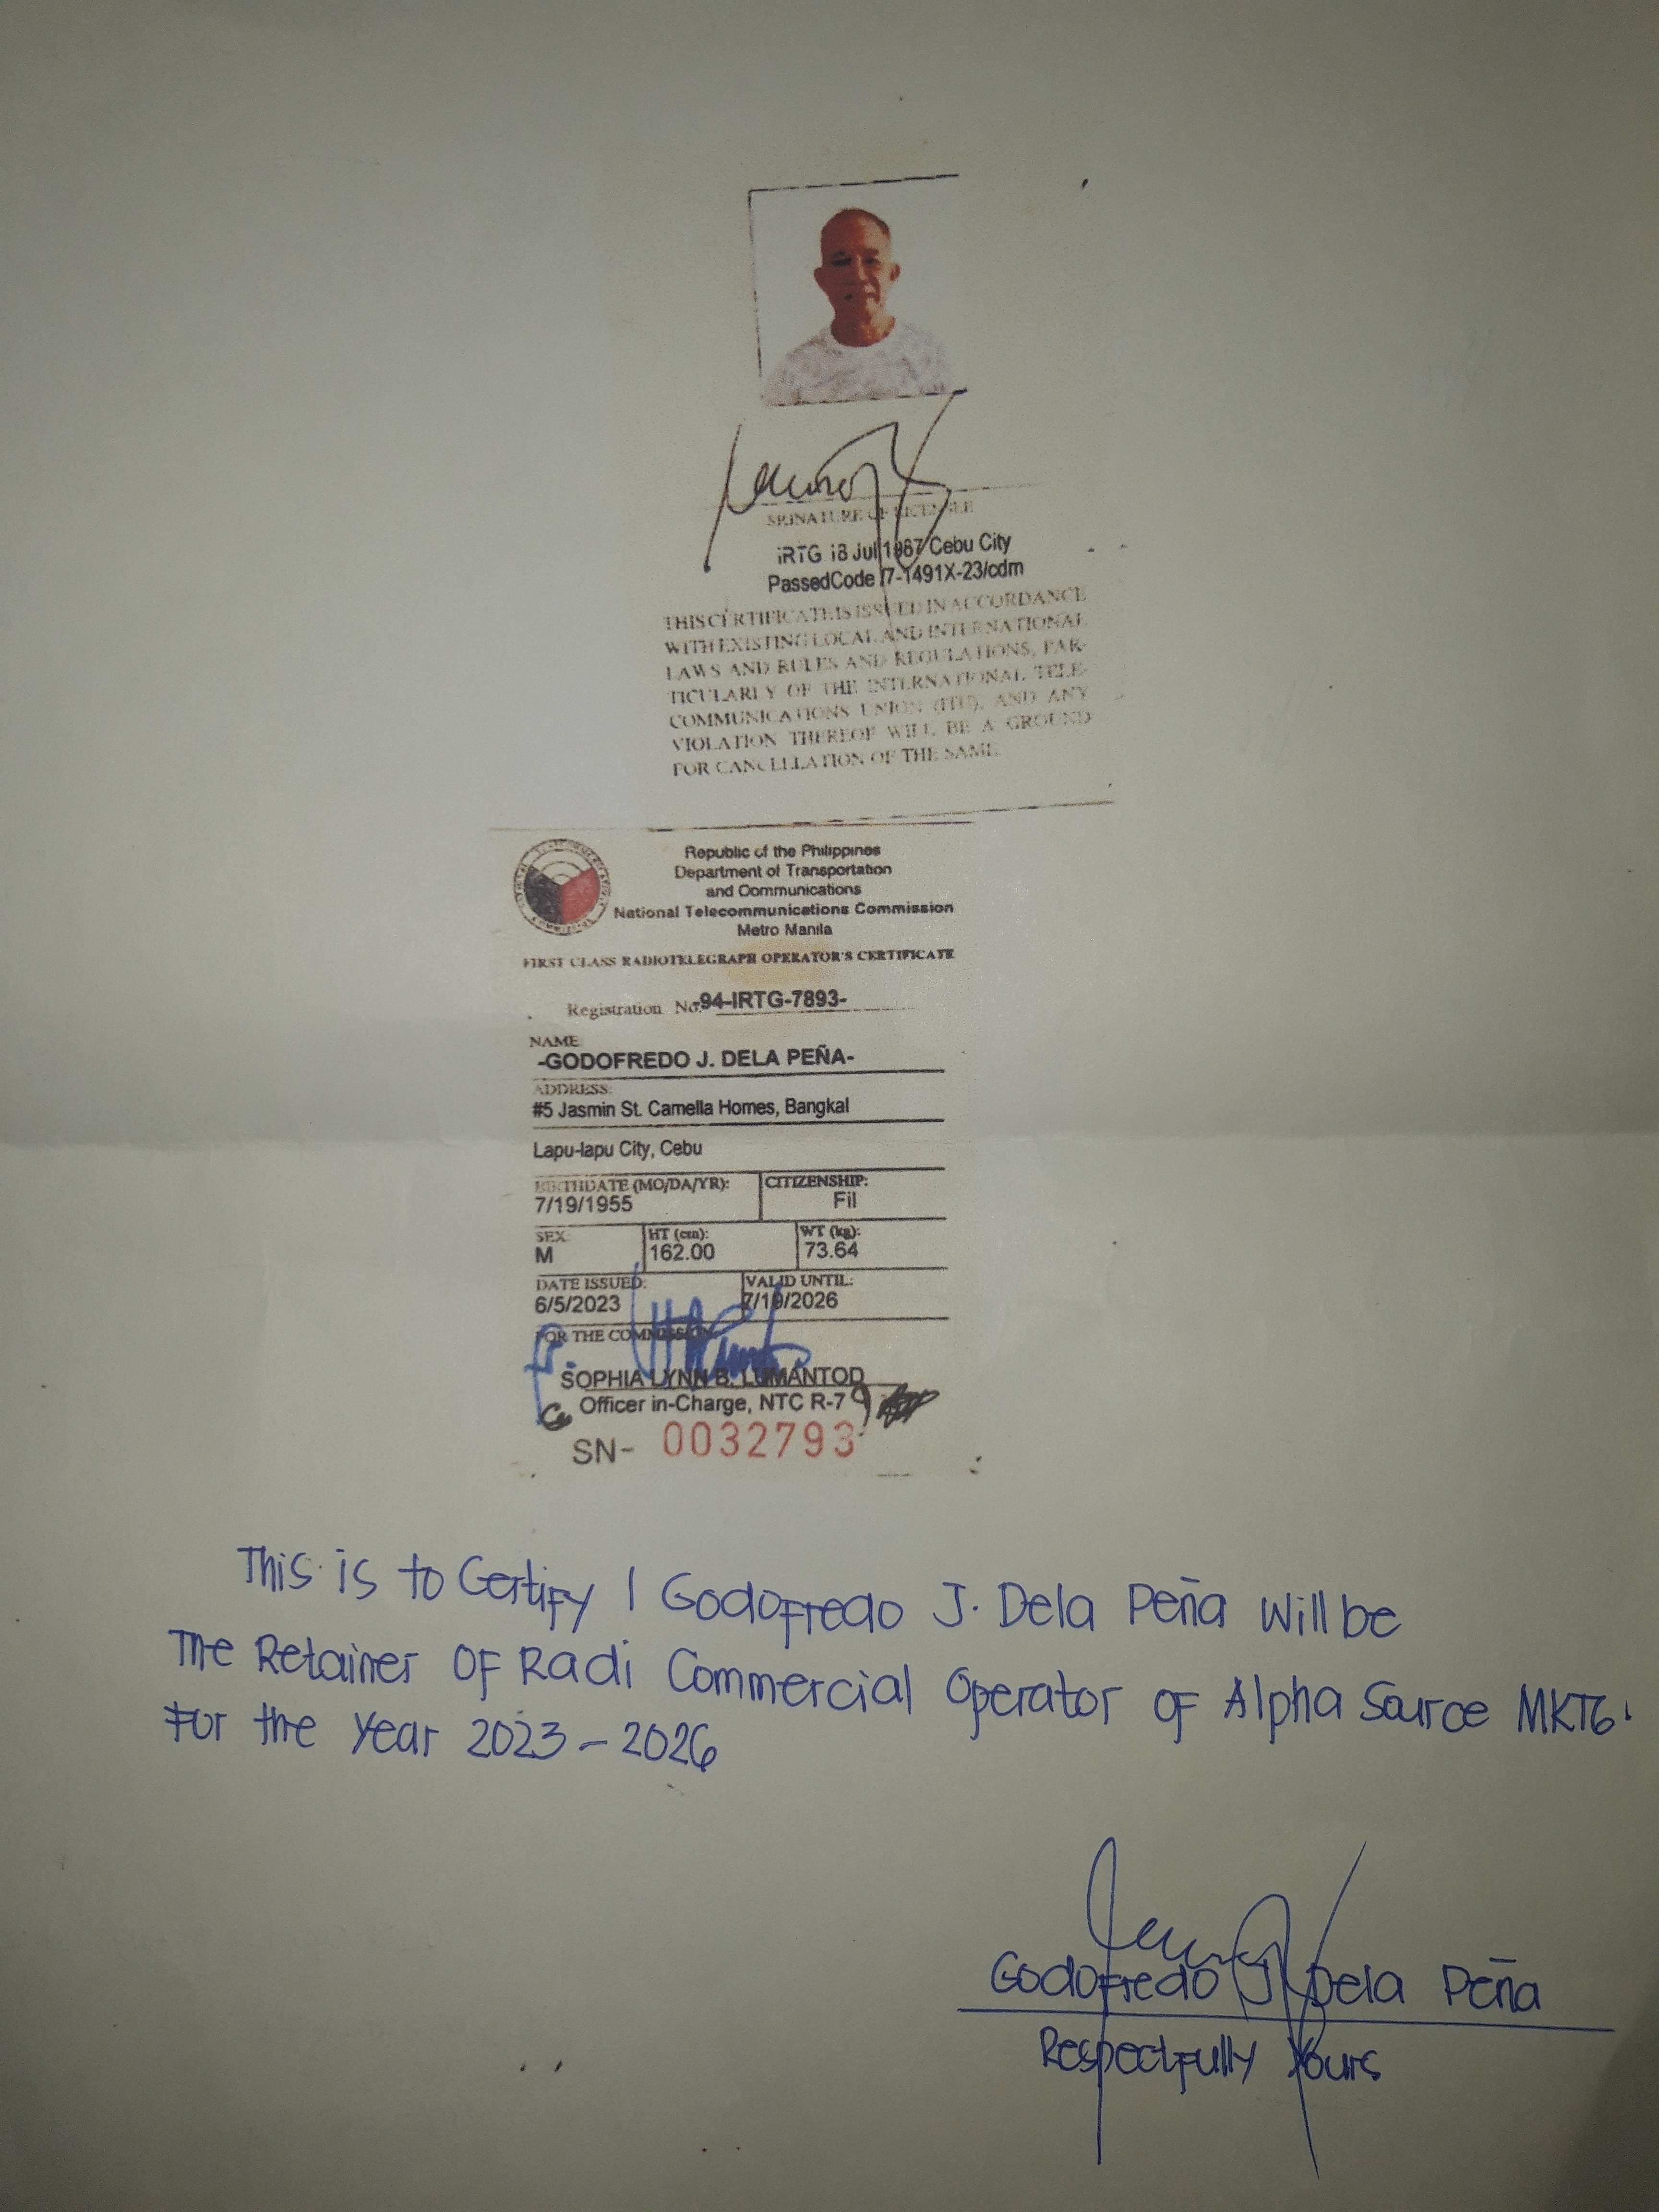 SIGNATURE OF LICENSEE
1RTG 18 Jul 1987 Cebu City
PassedCode 7-1491X-23/cdm
THIS CERTIFICATE IS ISSUED IN ACCORDANCE
WITH EXISTING LOCAL AND INTERNATIONAL
LAWS AND RULES AND REGULATIONS, PAR-
TICULARLY OF THE INTERNATIONAL TELE-
COMMUNICATIONS UNION (ITU), AND ANY
VIOLATION THEREOF WILL BE A GROUND
FOR CANCELLATION OF THE SAME.
Republic of the Philippines
Department of Transportation
and Communications
National Telecommunications Commission
Metro Manila
FIRST CLASS RADIOTELEGRAPH OPERATOR'S CERTIFICATE
Registration No. -94-1RTG-7893-
NAME
-GODOFREDO J. DELA PEÑA-
ADDRESS:
#5 Jasmin St. Camella Homes, Bangkal
Lapu-lapu City, Cebu
BIRTHDATE (MO/DA/YR): CITIZENSHIP:
7/19/1955 Fil
SEX: HT (cm): WT (kg):
M 162.00 73.64
DATE ISSUED: VALID UNTIL:
6/5/2023 7/19/2026
FOR THE COMMISSION
SOPHIA LYNN B. LUMANTOD
Officer in-Charge, NTC R-7
SN- 0032793
This is to Certify I Godofredo J. Dela Peña Will be
The Retainer OF Radi Commercial Operator of Alpha Source MKTG.
For the Year 2023 - 2026
Godofredo J Dela Peña
Respectfully Yours